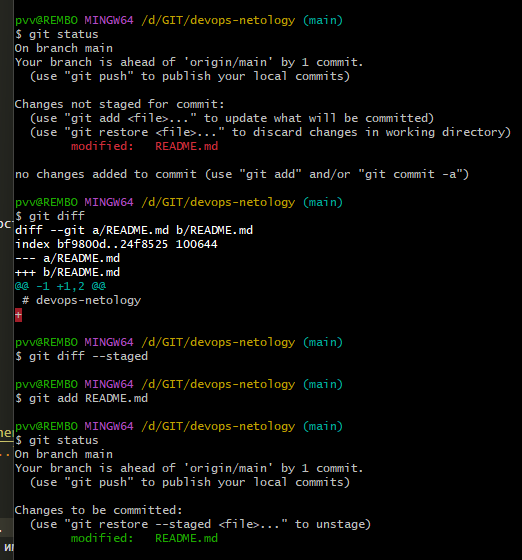 pvv@REMBO MINGW64 /d/GIT/devops-netology (main)
$ git status
On branch main
Your branch is ahead of 'origin/main' by 1 commit.
  (use "git push" to publish your local commits)

Changes not staged for commit:
  (use "git add <file>..." to update what will be committed)
  (use "git restore <file>..." to discard changes in working directory)
        modified:   README.md

no changes added to commit (use "git add" and/or "git commit -a")

pvv@REMBO MINGW64 /d/GIT/devops-netology (main)
$ git diff
diff --git a/README.md b/README.md
index bf9800d..24f8525 100644
--- a/README.md
+++ b/README.md
@@ -1 +1,2 @@
 # devops-netology
+

pvv@REMBO MINGW64 /d/GIT/devops-netology (main)
$ git diff --staged

pvv@REMBO MINGW64 /d/GIT/devops-netology (main)
$ git add README.md

pvv@REMBO MINGW64 /d/GIT/devops-netology (main)
$ git status
On branch main
Your branch is ahead of 'origin/main' by 1 commit.
  (use "git push" to publish your local commits)

Changes to be committed:
  (use "git restore --staged <file>..." to unstage)
        modified:   README.md